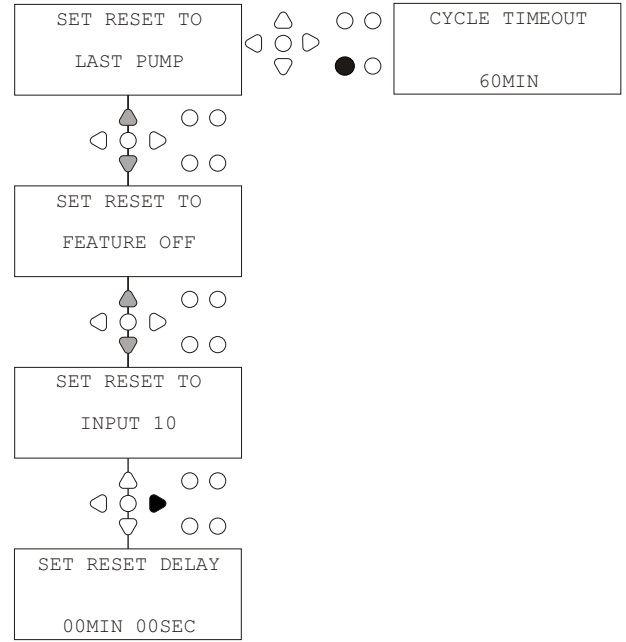 SET RESET TO
LAST PUMP
CYCLE TIMEOUT
60MIN
SET RESET TO
FEATURE OFF
SET RESET TO
INPUT 10
SET RESET DELAY
00MIN 00SEC